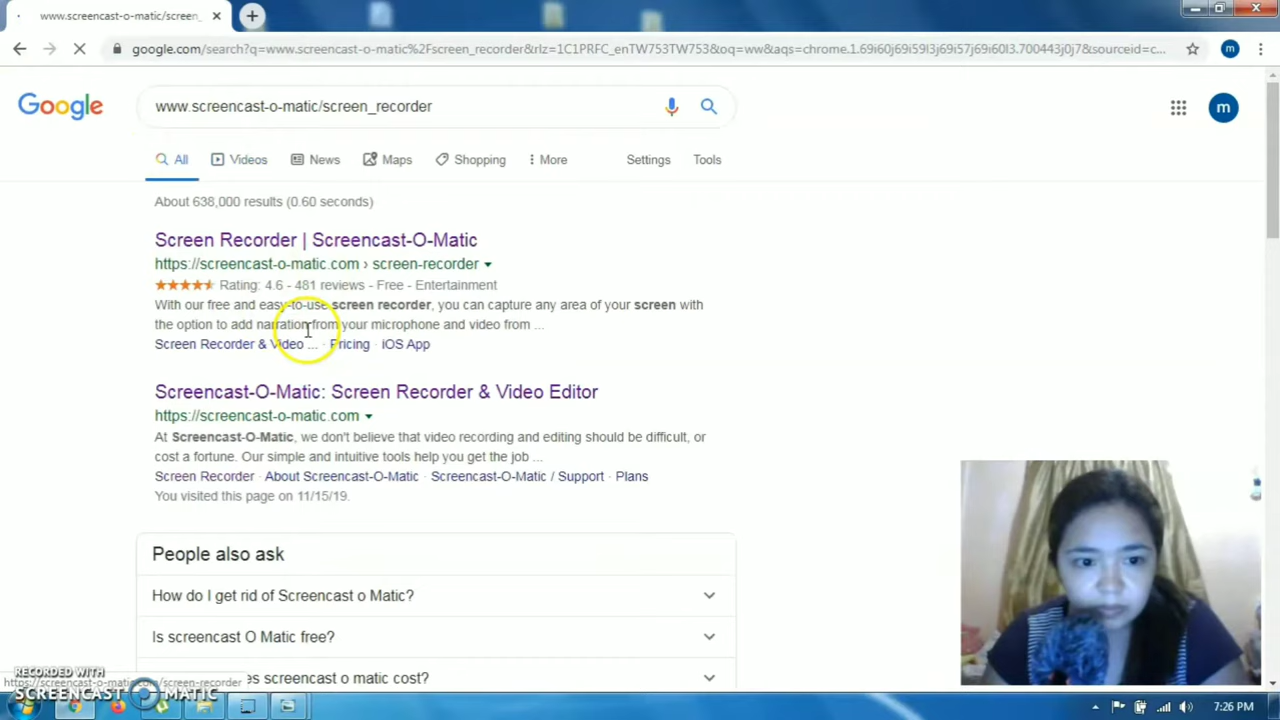 www.screencast-o-matic/screen_
google.com/search?q=www.screencast-o-matic%2Fscreen_recorder&rlz=1C1PRFC_enTW753TW753&oq=ww&aqs=chrome.1.69i60j69i59l3j69i57j69i60l3.700443j0j7&sourceid=c...
m
Google
www.screencast-o-matic/screen_recorder
m
All
Videos
News
Maps
Shopping
More
Settings
Tools
About 638,000 results (0.60 seconds)
Screen Recorder | Screencast-O-Matic
https://screencast-o-matic.com › screen-recorder
Rating: 4.6 - 481 reviews - Free - Entertainment
With our free and easy-to-use screen recorder, you can capture any area of your screen with
the option to add narration from your microphone and video from ...
Screen Recorder & Video ... · Pricing · iOS App
Screencast-O-Matic: Screen Recorder & Video Editor
https://screencast-o-matic.com
At Screencast-O-Matic, we don't believe that video recording and editing should be difficult, or
cost a fortune. Our simple and intuitive tools help you get the job ...
Screen Recorder · About Screencast-O-Matic · Screencast-O-Matic / Support · Plans
You visited this page on 11/15/19.
People also ask
How do I get rid of Screencast o Matic?
Is screencast O Matic free?
es screencast o matic cost?
RECORDED WITH
https://screencast-o-matic.com/screen-recorder
SCREENCAST MATIC
7:26 PM